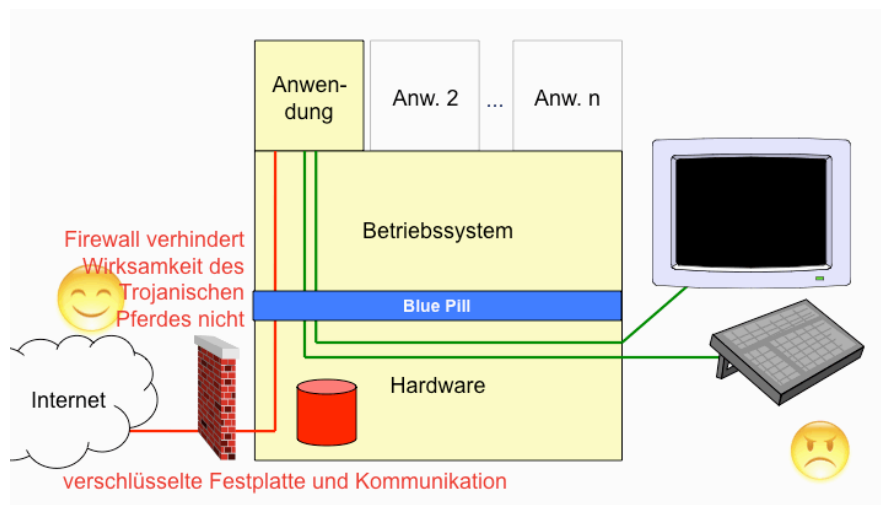 Anwen-
dung
Anw. 2
...
Anw. n
Betriebssystem
Firewall verhindert
Wirksamkeit des
Trojanischen
Pferdes nicht
Blue Pill
Internet
Hardware
verschlüsselte Festplatte und Kommunikation